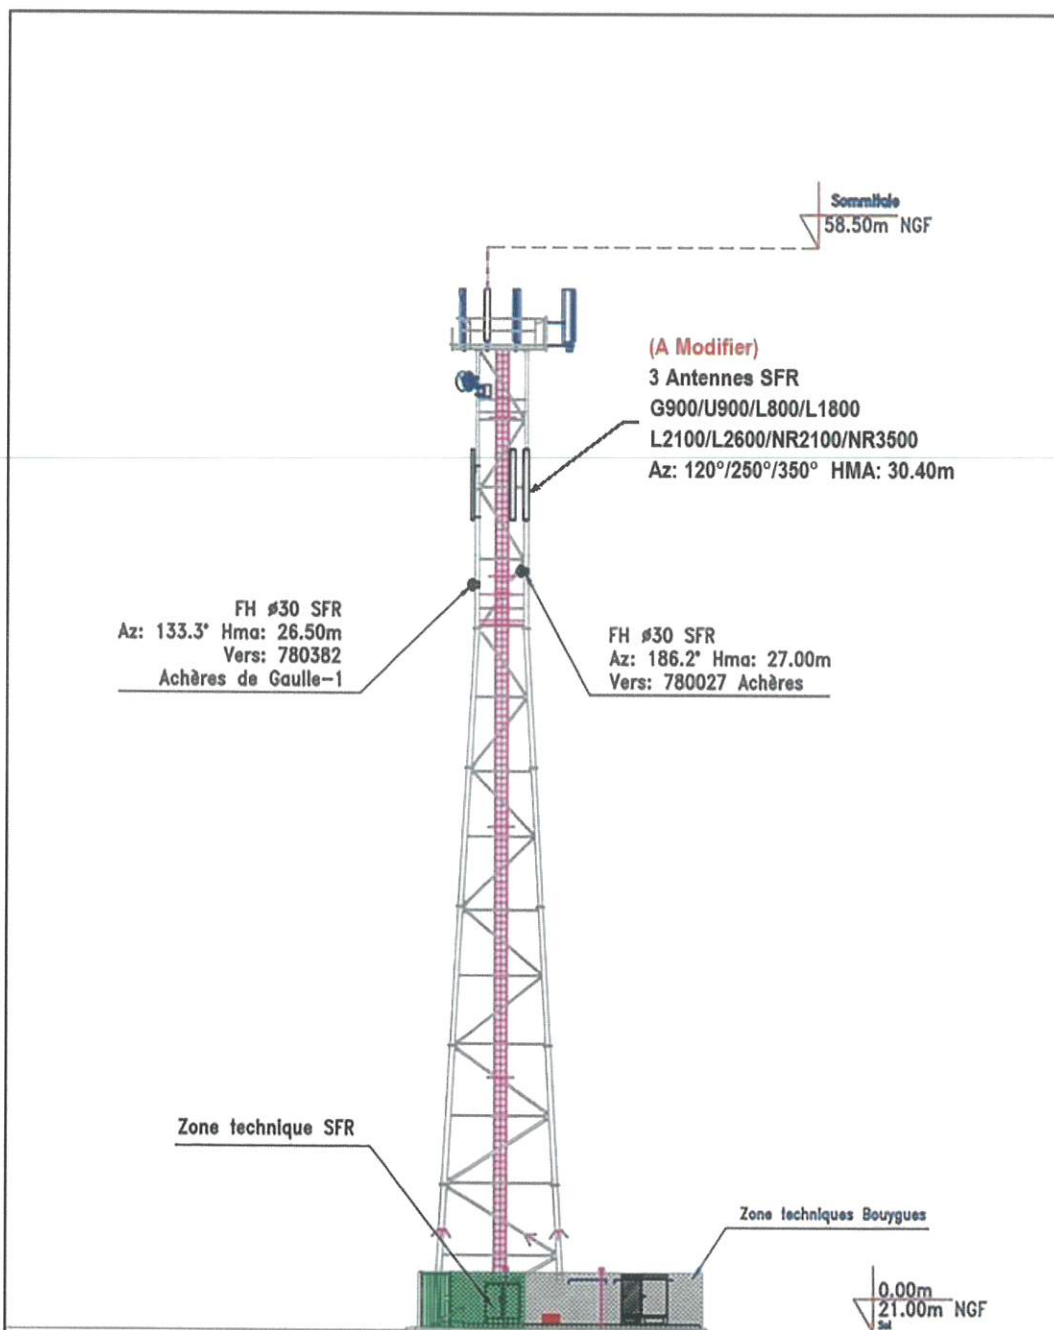 Sommitale
58.50m NGF
(A Modifier)
3 Antennes SFR
G900/U900/L800/L1800
L2100/L2600/NR2100/NR3500
Az: 120°/250°/350° HMA: 30.40m
FH ø30 SFR
Az: 133.3° Hma: 26.50m
Vers: 780382
Achères de Gaulle-1
FH ø30 SFR
Az: 186.2° Hma: 27.00m
Vers: 780027 Achères
Zone technique SFR
Zone techniques Bouygues
0.00m
21.00m NGF
Sol